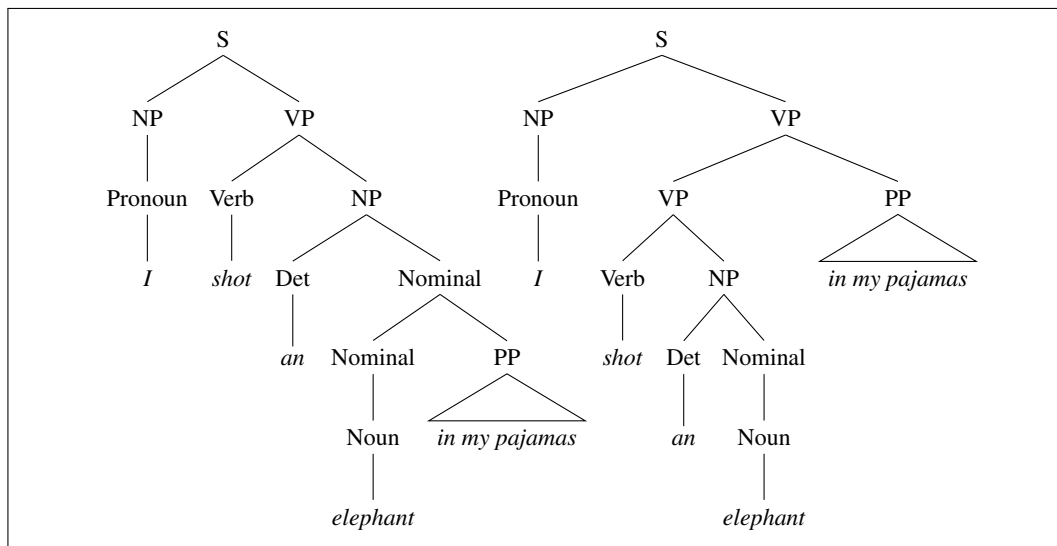 S S
NP VP NP VP
Pronoun Verb NP Pronoun VP PP
I shot Det Nominal I Verb NP in my pajamas
an Nominal PP shot Det Nominal
Noun in my pajamas an Noun
elephant elephant